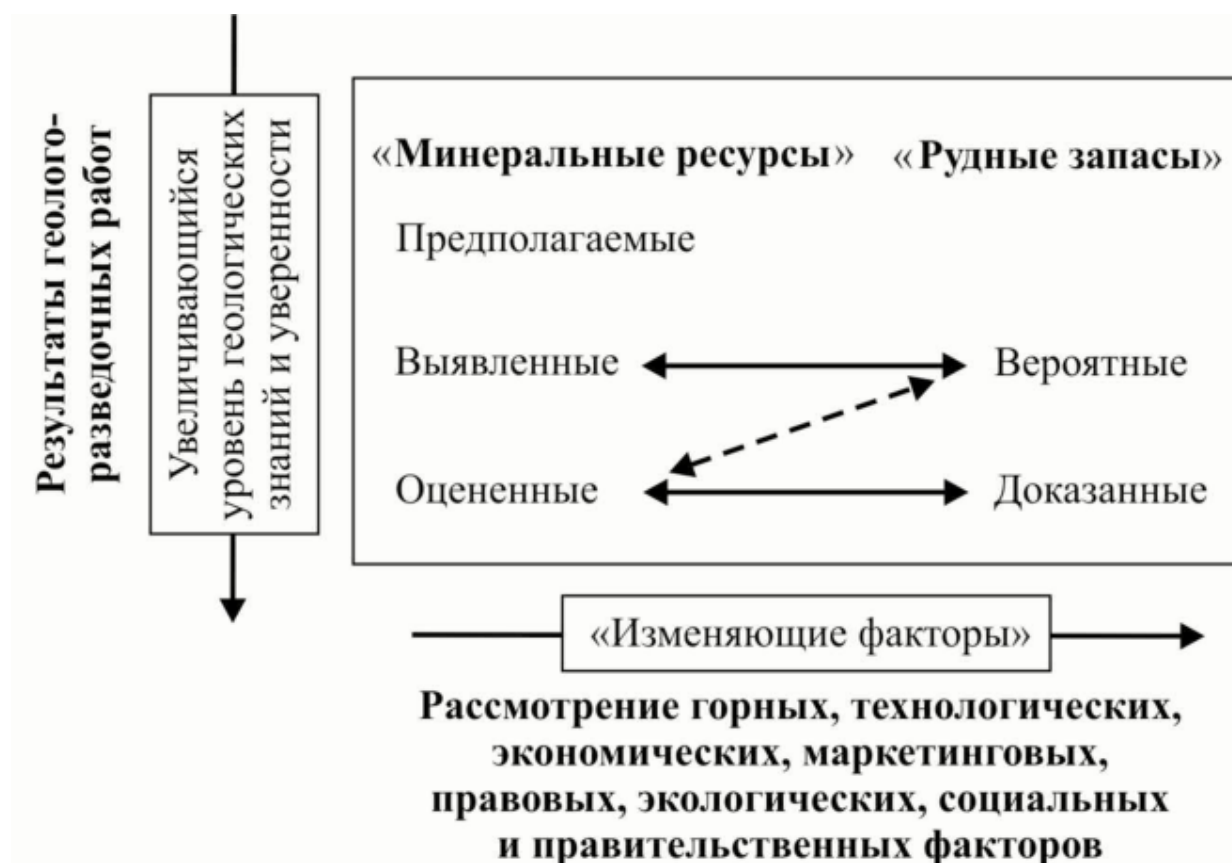 Результаты геолого-
разведочных работ
Увеличивающийся
уровень геологических
знаний и уверенности
«Минеральные ресурсы» «Рудные запасы»
Предполагаемые
Выявленные Вероятные
Оцененные Доказанные
«Изменяющие факторы»
Рассмотрение горных, технологических,
экономических, маркетинговых,
правовых, экологических, социальных
и правительственных факторов